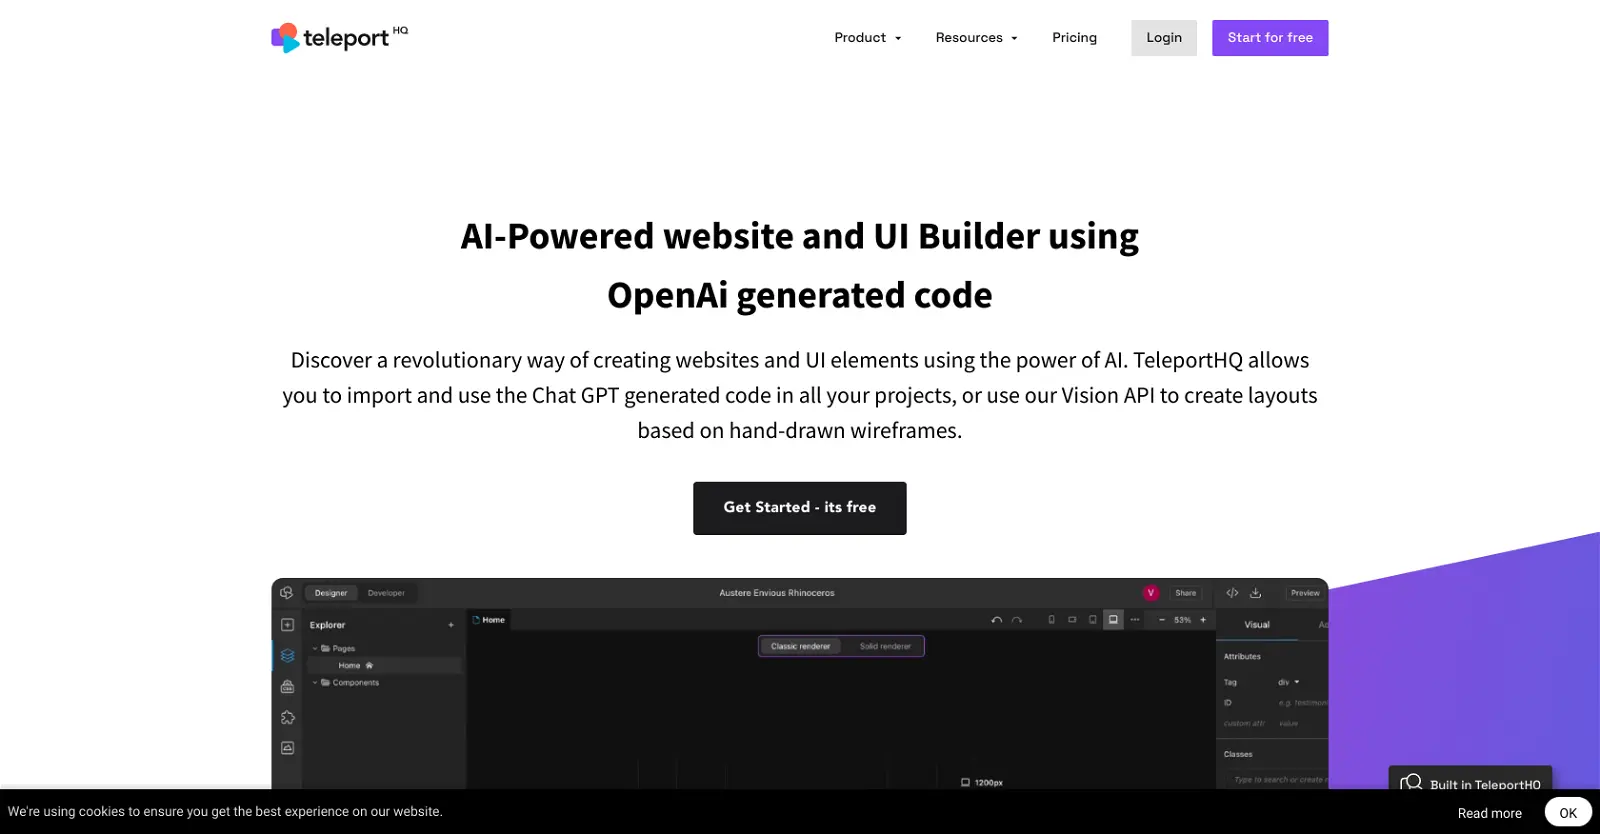 teleport HQ
Product
Resources
Pricing
Login
Start for free
AI-Powered website and UI Builder using
OpenAi generated code
Discover a revolutionary way of creating websites and UI elements using the power of AI. TeleportHQ allows
you to import and use the Chat GPT generated code in all your projects, or use our Vision API to create layouts
based on hand-drawn wireframes.
Get Started - its free
Designer
Developer
Austere Envious Rhinoceros
V
Share
Preview
Explorer
+
Home
− 53% +
Visual
Classic renderer
Solid renderer
Pages
Home
Components
Attributes
Tag
div
ID
e.g. testimon
custom attr
value
Classes
Type to search or create n
1200px
CSS
Built in TeleportHQ
We're using cookies to ensure you get the best experience on our website.
Read more
OK